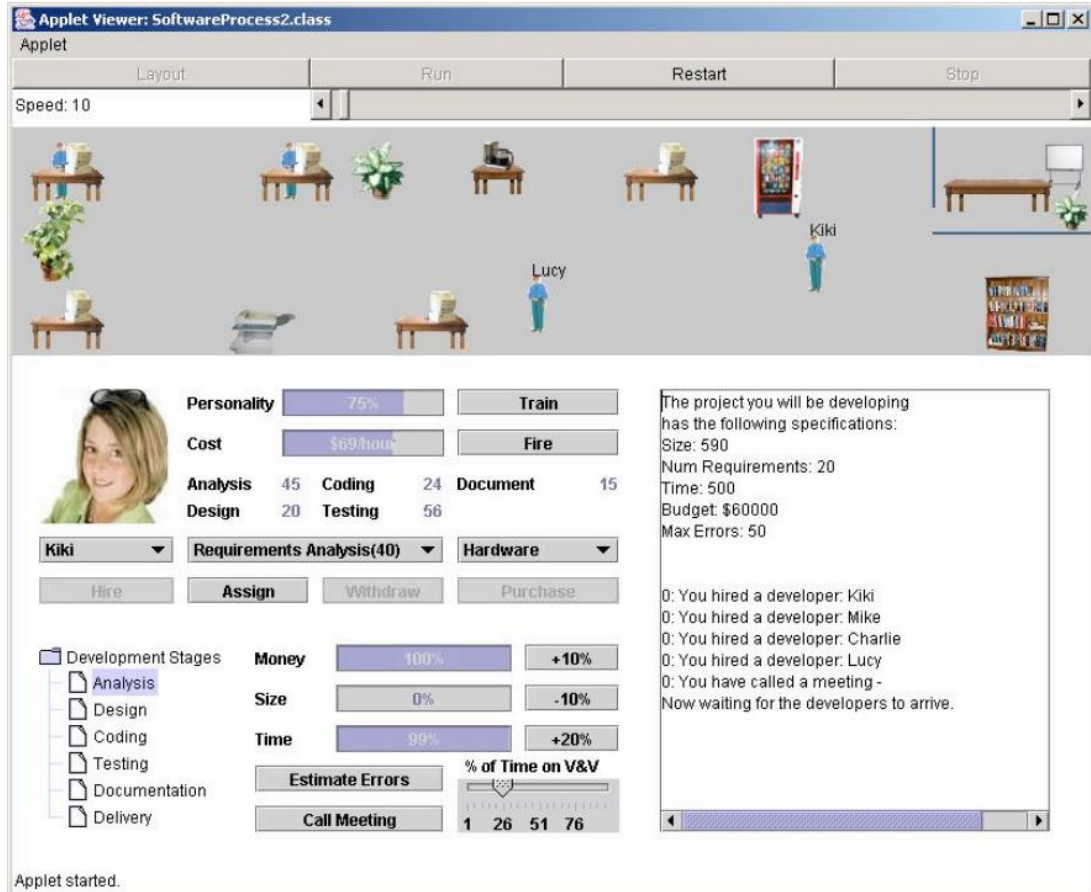 Applet Viewer: SoftwareProcess2.class
Applet
Layout Run Restart Stop
Speed: 10
Kiki
Lucy
Personality 75% Train
Cost $69/hour Fire
Analysis 45 Coding 24 Document 15
Design 20 Testing 56
Kiki Requirements Analysis(40) Hardware
Hire Assign Withdraw Purchase
Development Stages
Analysis
Design
Coding
Testing
Documentation
Delivery
Money 100% +10%
Size 0% -10%
Time 99% +20%
Estimate Errors
Call Meeting
% of Time on V&V
1 26 51 76
The project you will be developing
has the following specifications:
Size: 590
Num Requirements: 20
Time: 500
Budget: $60000
Max Errors: 50
0: You hired a developer: Kiki
0: You hired a developer: Mike
0: You hired a developer: Charlie
0: You hired a developer: Lucy
0: You have called a meeting -
Now waiting for the developers to arrive.
Applet started.